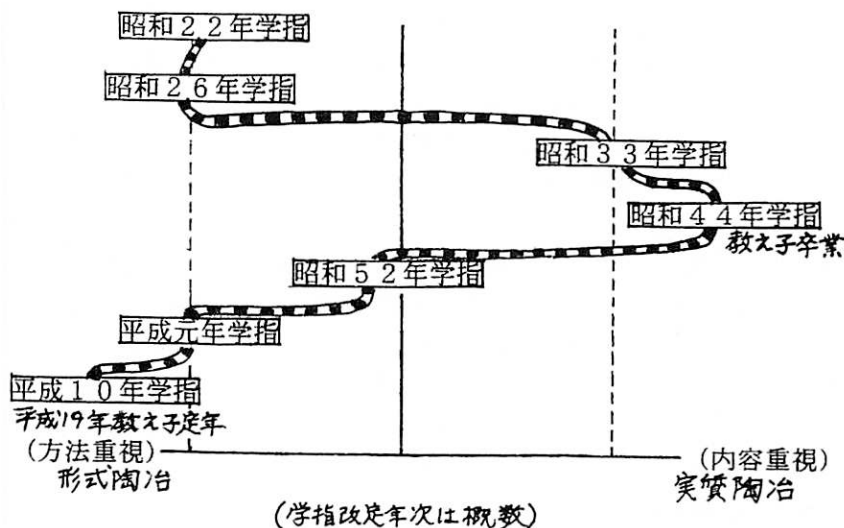 昭和２２年学指
昭和２６年学指
昭和３３年学指
昭和４４年学指
教え子卒業
昭和５２年学指
平成元年学指
平成１０年学指
平成19年教え子定年
(方法重視)
形式陶冶
(内容重視)
実質陶冶
(学指改定年次は概数)